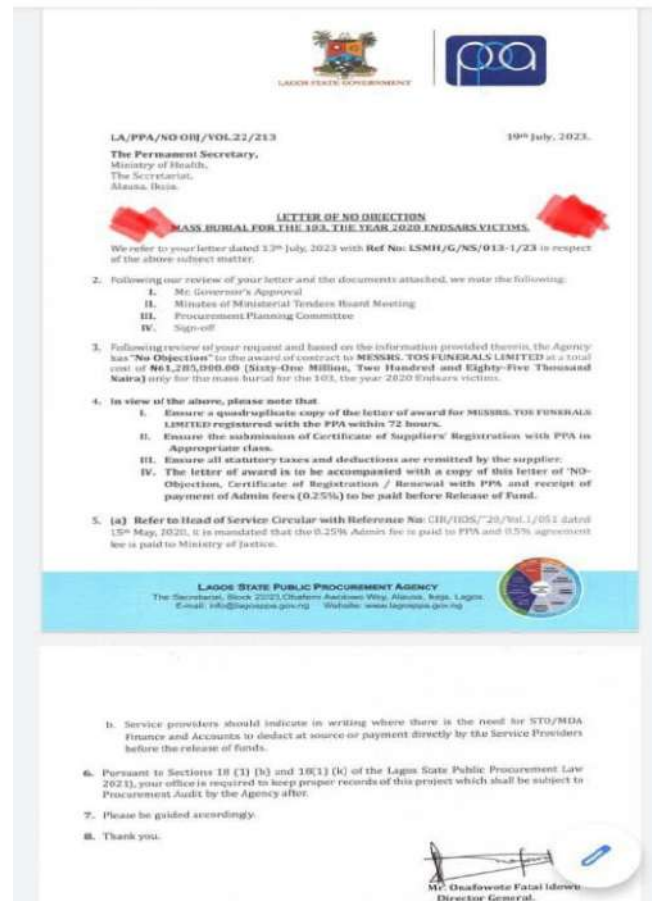 LAGOS STATE GOVERNMENT
ppa
LA/PPA/NO OBJ/VOL.22/213
19th July, 2023.
The Permanent Secretary,
Ministry of Health,
The Secretariat,
Alausa, Ikeja.
LETTER OF NO OBJECTION
MASS BURIAL FOR THE 103, THE YEAR 2020 ENDSARS VICTIMS.
We refer to your letter dated 13th July, 2023 with Ref No: LSMH/G/NS/013-1/23 in respect
of the above subject matter.
2. Following our review of your letter and the documents attached, we note the following:
I. Mr. Governor's Approval
II. Minutes of Ministerial Tenders Board Meeting
III. Procurement Planning Committee
IV. Sign-off
3. Following review of your request and based on the information provided therein, the Agency
has "No Objection" to the award of contract to MESSRS. TOS FUNERALS LIMITED at a total
cost of ₦61,285,000.00 (Sixty-One Million, Two Hundred and Eighty-Five Thousand
Naira) only for the mass burial for the 103, the year 2020 Endsars victims.
4. In view of the above, please note that
I. Ensure a quadruplicate copy of the letter of award for MESSRS. TOS FUNERALS
LIMITED registered with the PPA within 72 hours.
II. Ensure the submission of Certificate of Suppliers' Registration with PPA in
Appropriate class.
III. Ensure all statutory taxes and deductions are remitted by the supplier.
IV. The letter of award is to be accompanied with a copy of this letter of 'NO-
Objection, Certificate of Registration / Renewal with PPA and receipt of
payment of Admin fees (0.25%) to be paid before Release of Fund.
5. (a) Refer to Head of Service Circular with Reference No: CIR/HOS/'20/Vol.1/051 dated
15th May, 2020, it is mandated that the 0.25% Admin fee is paid to PPA and 0.5% agreement
fee is paid to Ministry of Justice.
LAGOS STATE PUBLIC PROCUREMENT AGENCY
The Secretariat, Block Obafemi Awolowo Way, Alausa, Ikeja, Lagos
E-mail: info@lagosppa.gov.ng Website: www.lagosppa.gov.ng
b. Service providers should indicate in writing where there is the need for STO/MDA
Finance and Accounts to deduct at source or payment directly by the Service Providers
before the release of funds.
6. Pursuant to Sections 18 (1) (b) and 18(1) (k) of the Lagos State Public Procurement Law
2021), your office is required to keep proper records of this project which shall be subject to
Procurement Audit by the Agency after.
7. Please be guided accordingly.
8. Thank you.
Mr. Onafowote Fatai Idowu
Director General.